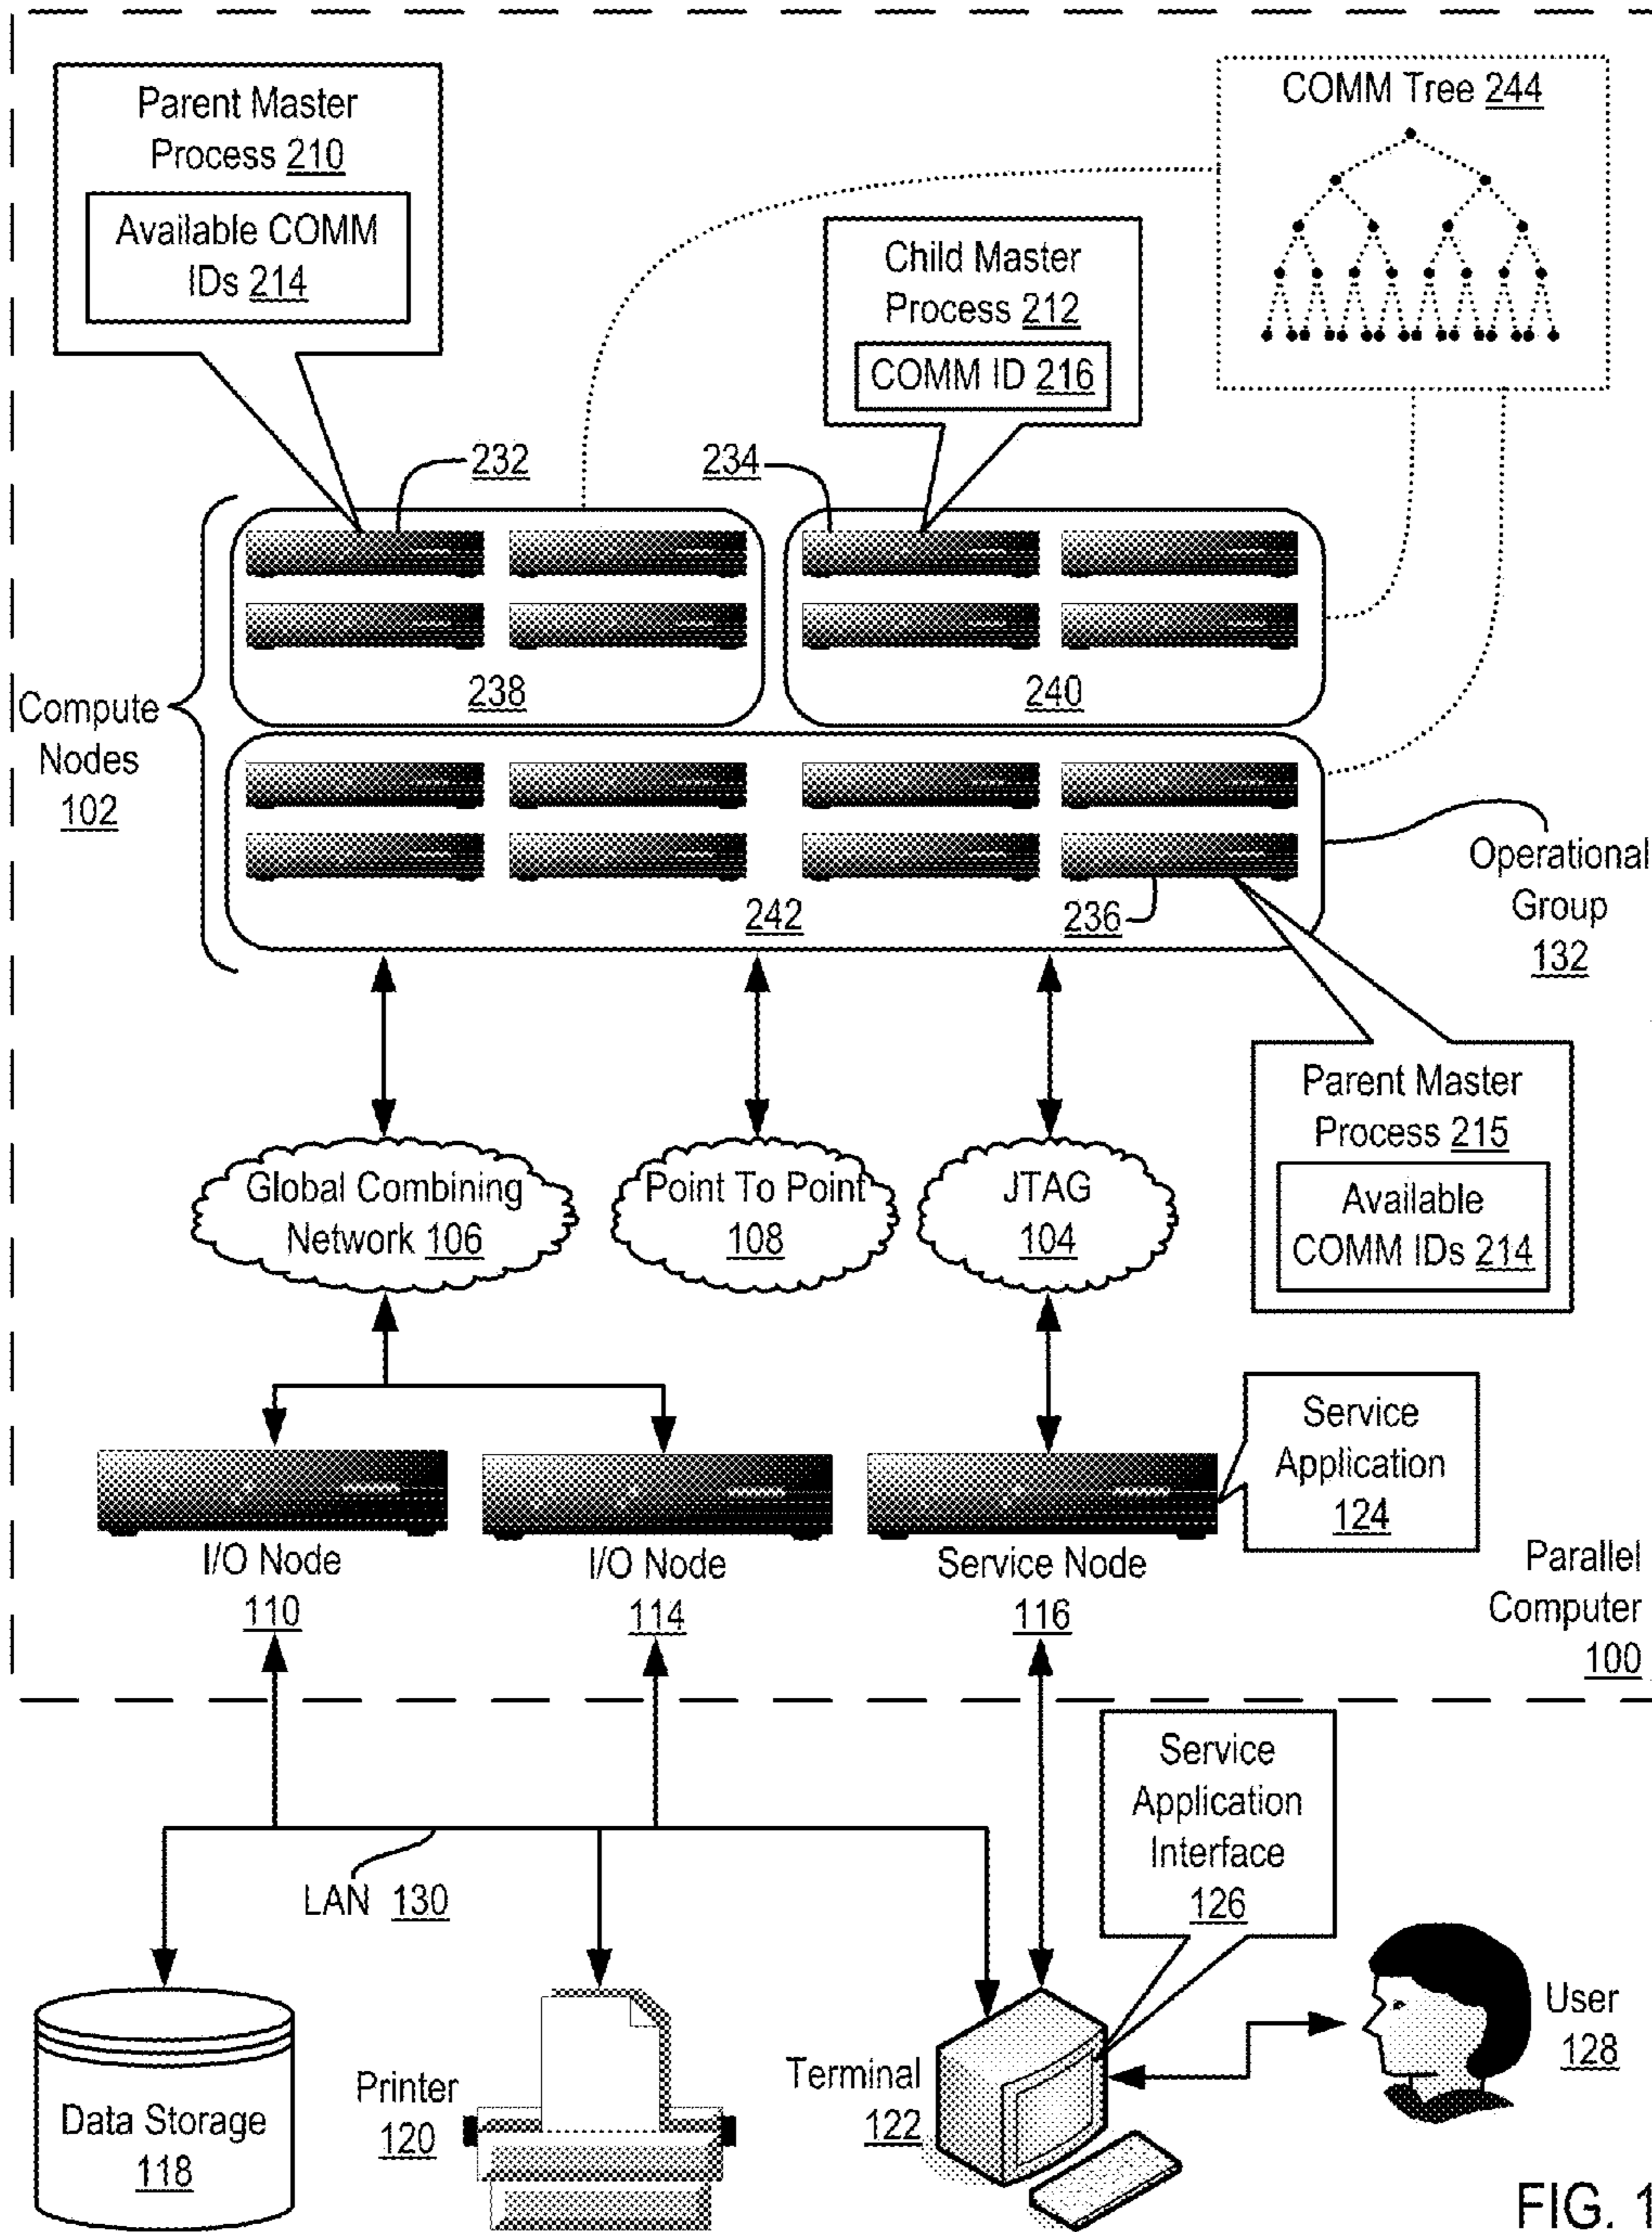 Parent Master
Process 210
Available COMM
IDs 214
COMM Tree 244
Child Master
Process 212
COMM ID 216
232
234
238
240
Compute
Nodes
102
242
236
Operational
Group
132
Parent Master
Process 215
Available
COMM IDs 214
Global Combining
Network 106
Point To Point
108
JTAG
104
Service
Application
124
I/O Node
110
I/O Node
114
Service Node
116
Parallel
Computer
100
Service
Application
Interface
126
LAN 130
Data Storage
118
Printer
120
Terminal
122
User
128
FIG. 1